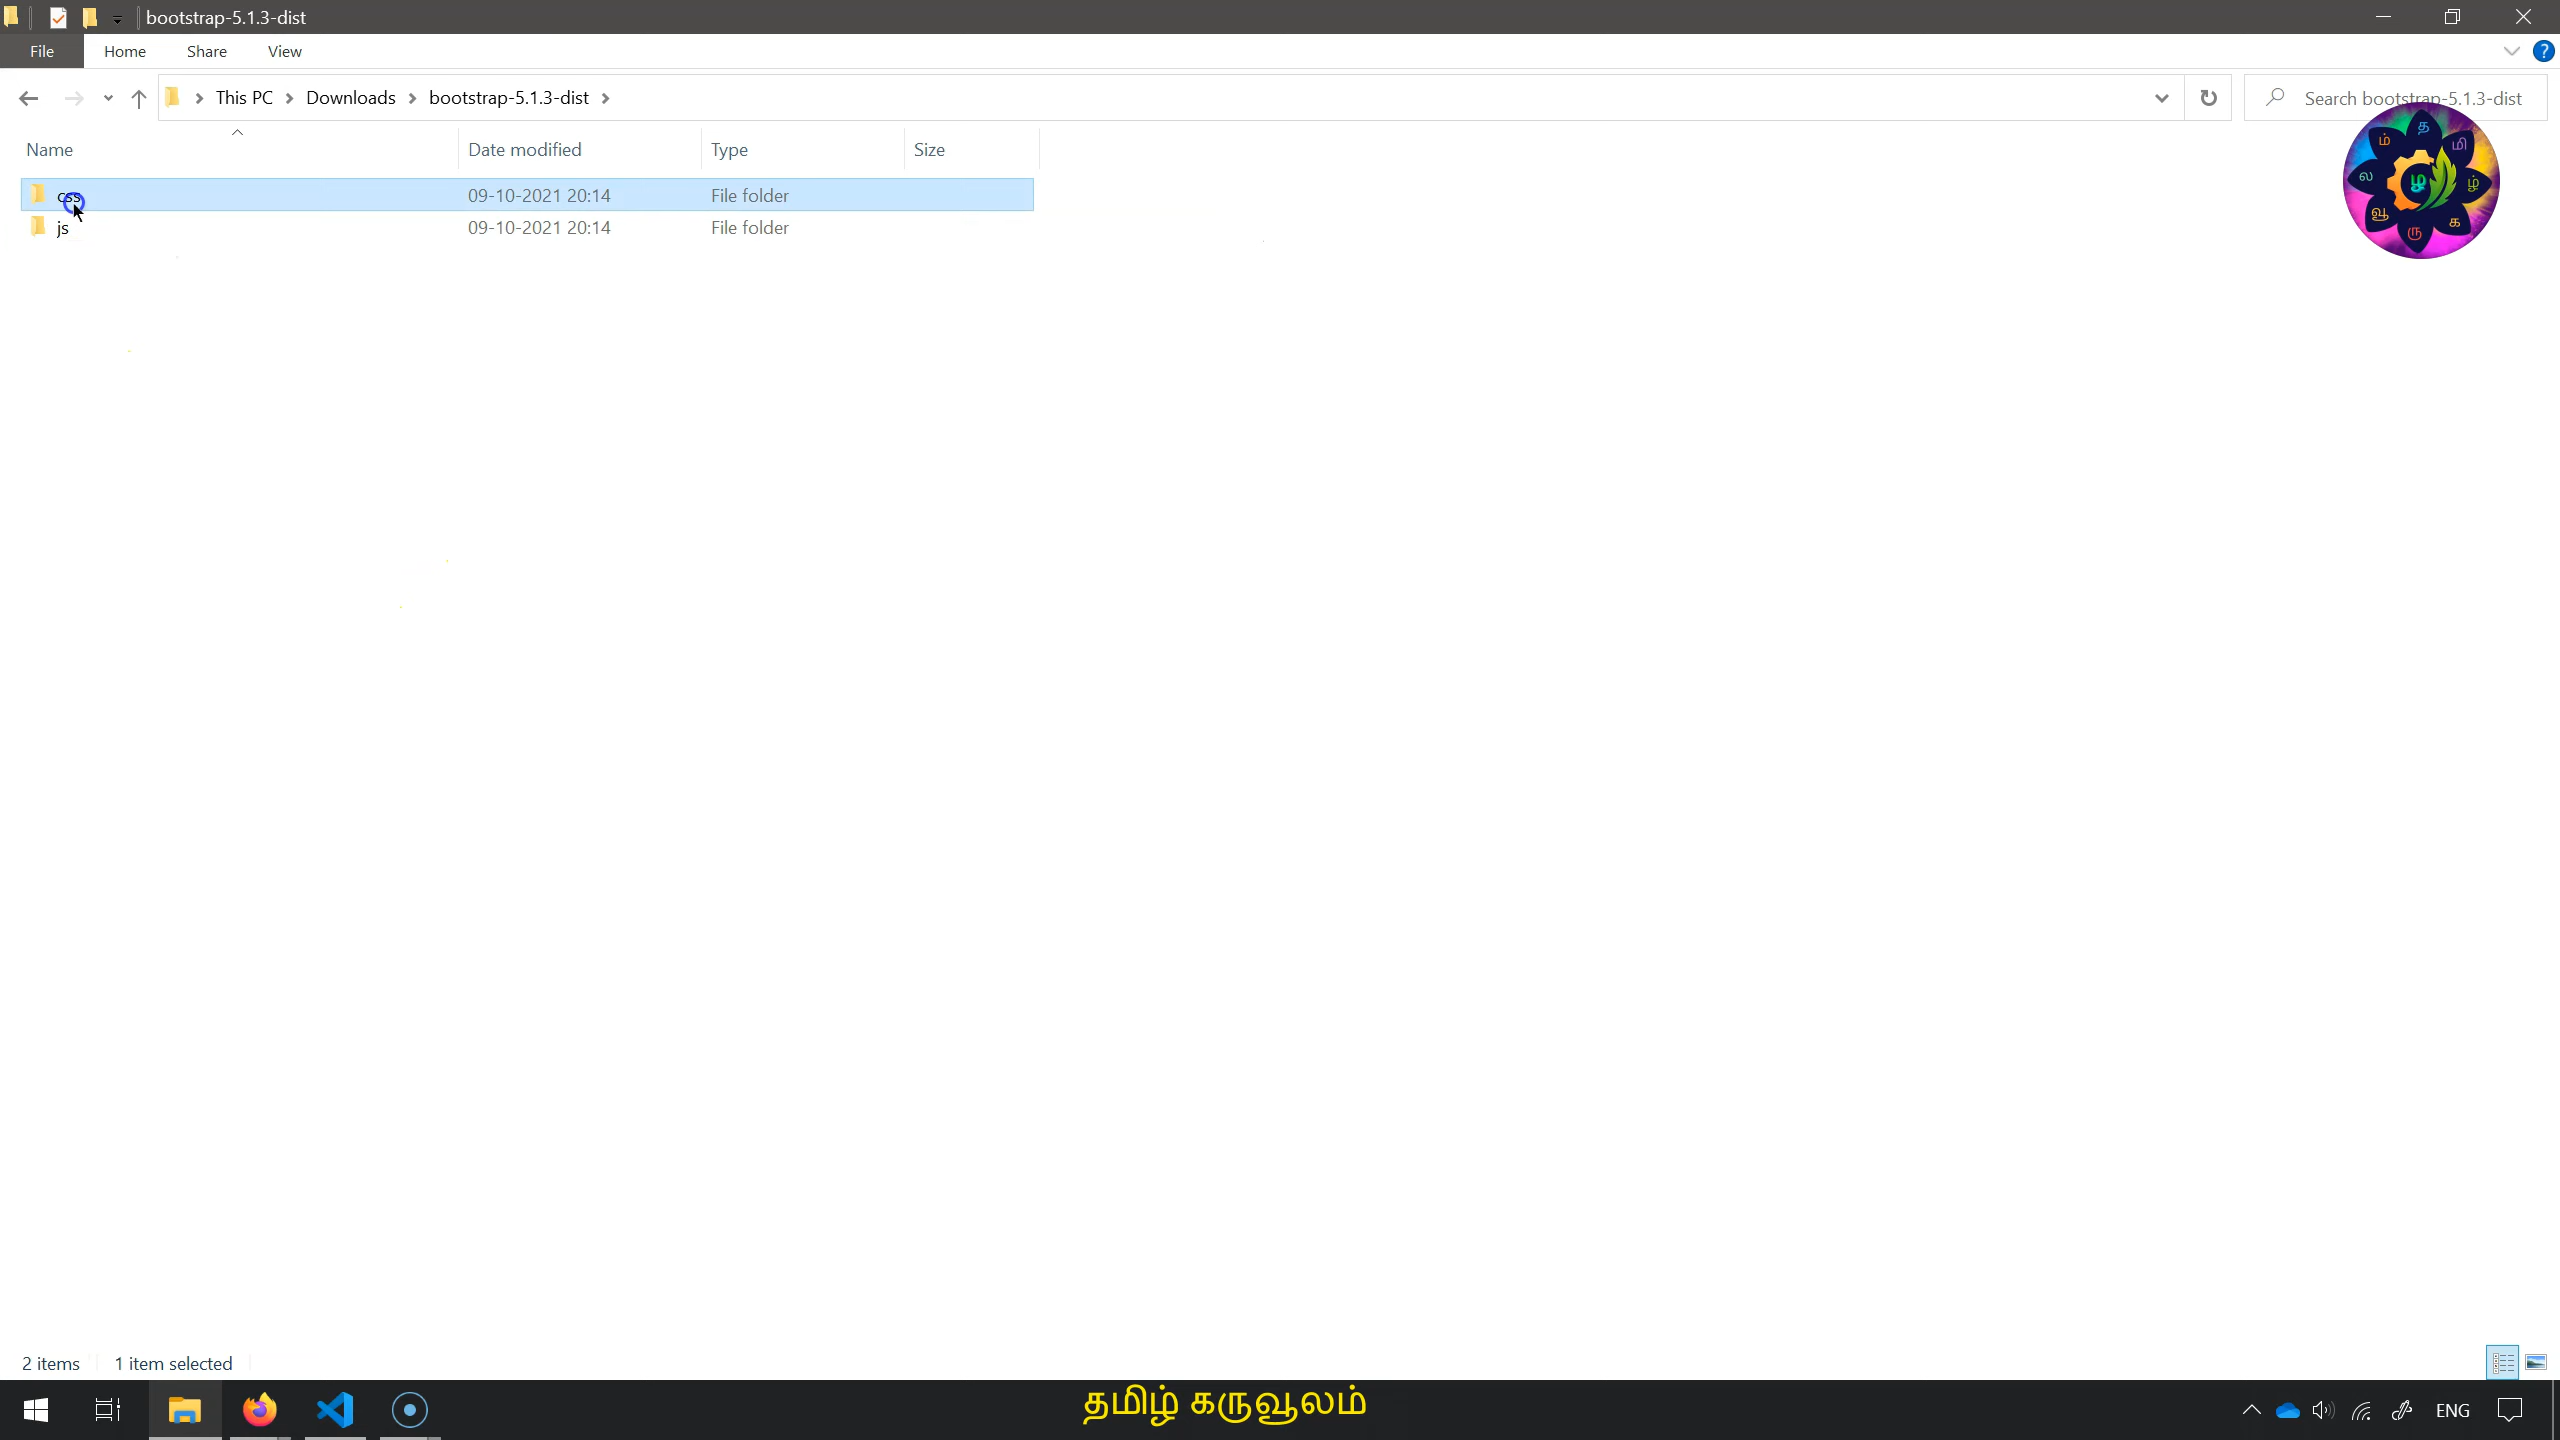 bootstrap-5.1.3-dist
File Home Share View
This PC Downloads bootstrap-5.1.3-dist
Search bootstrap-5.1.3-dist
Name Date modified Type Size
css 09-10-2021 20:14 File folder
js 09-10-2021 20:14 File folder
த
மி
ழ்
க
ரு
வூ
ல
ம்
ழ
2 items 1 item selected
தமிழ் கருவூலம்
ENG